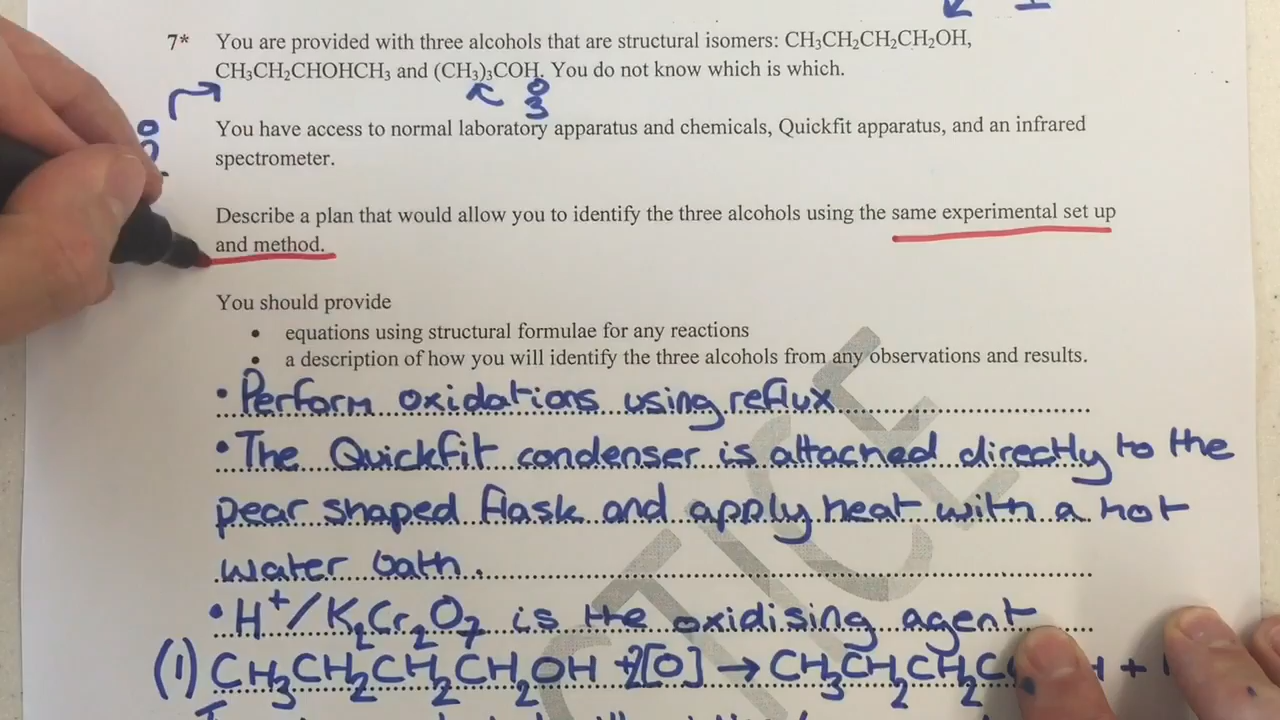 7* You are provided with three alcohols that are structural isomers: CH₃CH₂CH₂CH₂OH,
CH₃CH₂CHOHCH₃ and (CH₃)₃COH. You do not know which is which.
3°
You have access to normal laboratory apparatus and chemicals, Quickfit apparatus, and an infrared
spectrometer.
Describe a plan that would allow you to identify the three alcohols using the same experimental set up
and method.
You should provide
• equations using structural formulae for any reactions
• a description of how you will identify the three alcohols from any observations and results.
• Perform oxidations using reflux
• The Quickfit condenser is attached directly to the
pear shaped flask and apply heat with a hot
water bath.
• H⁺/K₂Cr₂O₇ is the oxidising agent
(1) CH₃CH₂CH₂CH₂OH + 2[O] → CH₃CH₂CH₂C